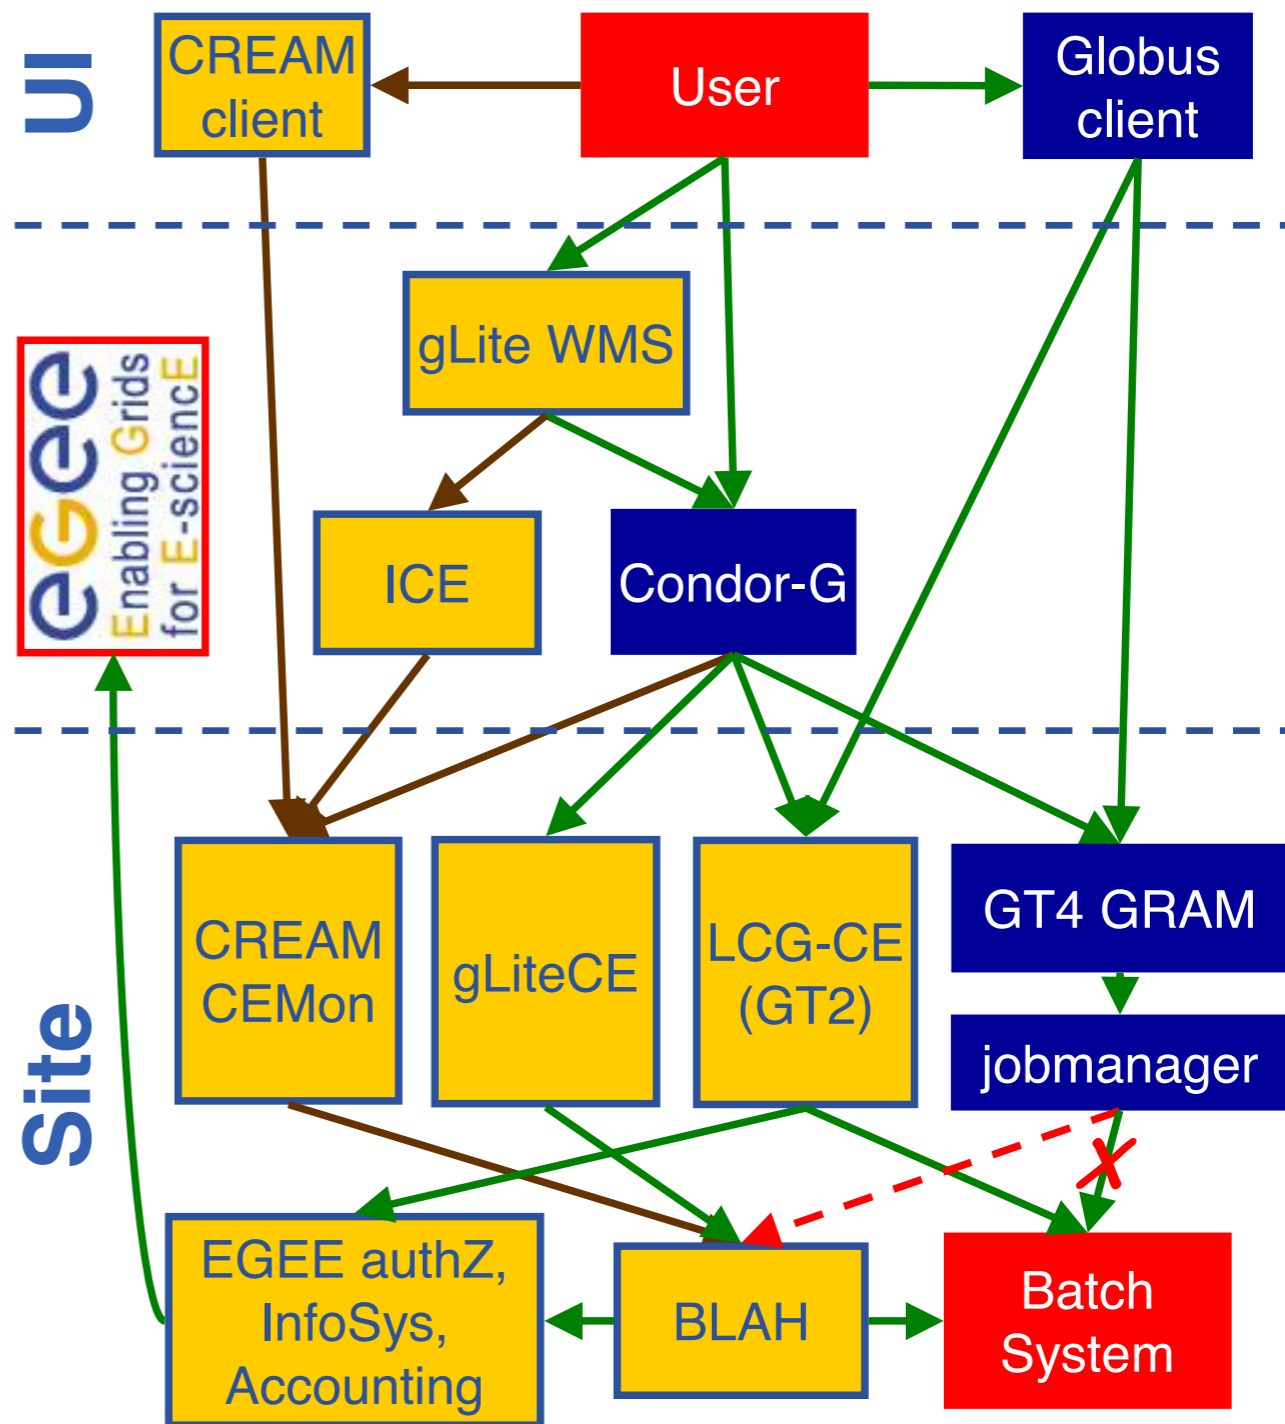 UI
CREAM
client
User
Globus
client
gLite WMS
eGee
Enabling Grids
for E-sciencE
ICE
Condor-G
Site
CREAM
CEMon
gLiteCE
LCG-CE
(GT2)
GT4 GRAM
jobmanager
X
EGEE authZ,
InfoSys,
Accounting
BLAH
Batch
System